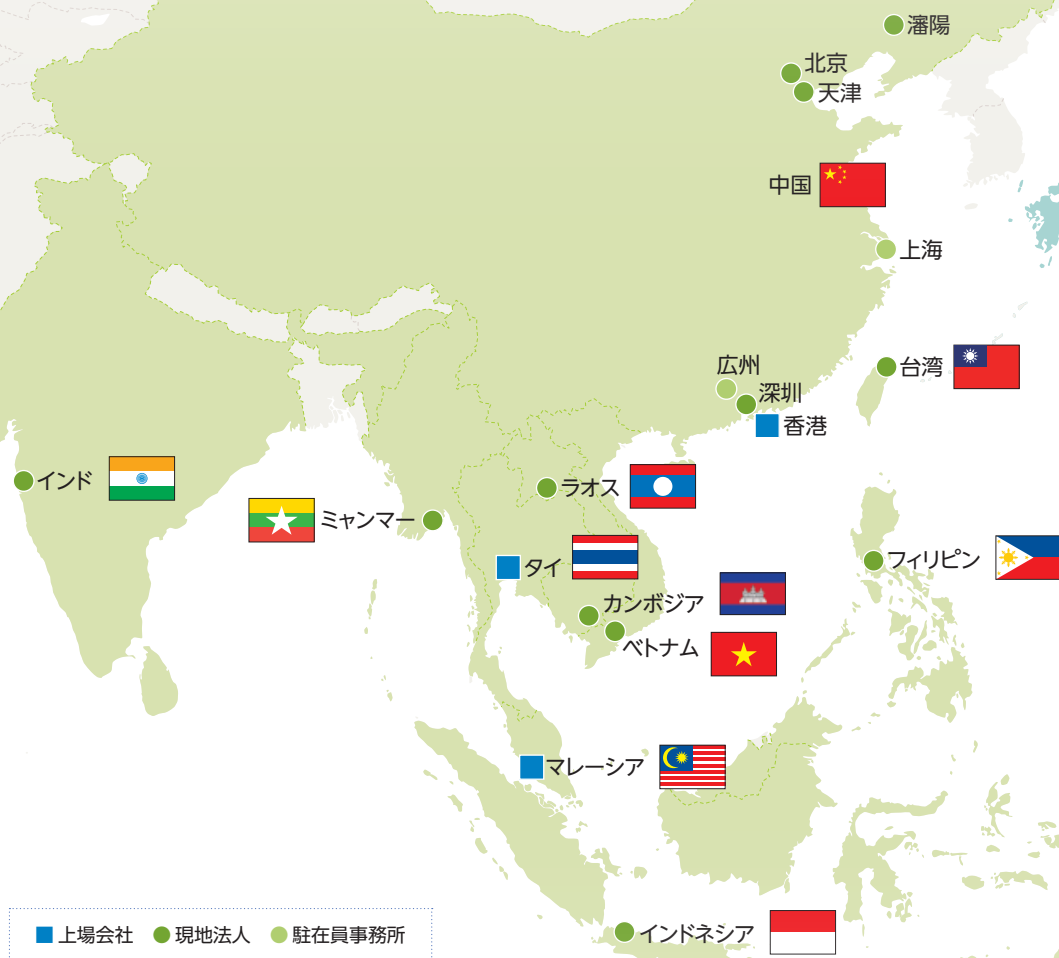 瀋陽
北京
天津
中国
上海
台湾
広州
深圳
香港
インド
ラオス
ミャンマー
タイ
フィリピン
カンボジア
ベトナム
マレーシア
インドネシア
上場会社 現地法人 駐在員事務所